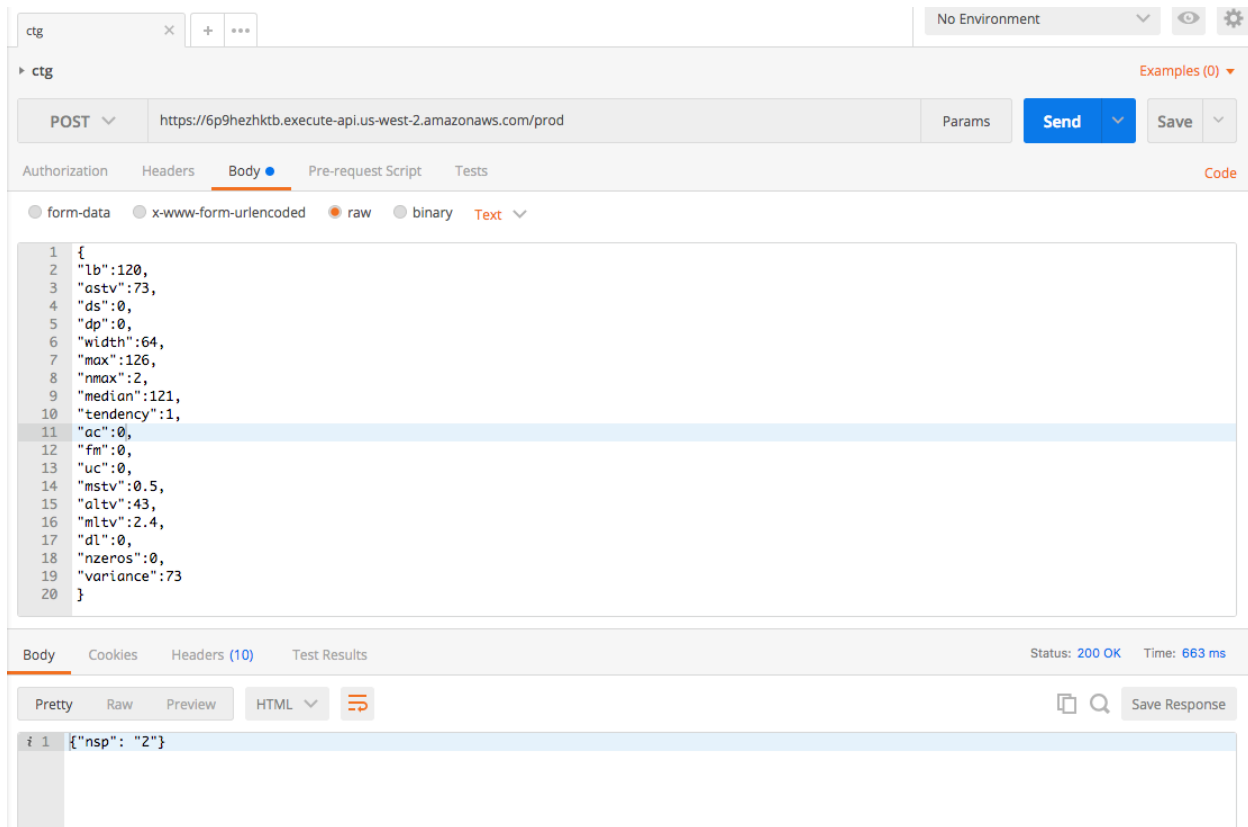 ctg
No Environment
ctg
Examples (0)
POST
https://6p9hezhktb.execute-api.us-west-2.amazonaws.com/prod
Params
Send
Save
Authorization Headers Body Pre-request Script Tests
Code
form-data x-www-form-urlencoded raw binary Text
1 {
2 "lb":120,
3 "astv":73,
4 "ds":0,
5 "dp":0,
6 "width":64,
7 "max":126,
8 "nmax":2,
9 "median":121,
10 "tendency":1,
11 "ac":0,
12 "fm":0,
13 "uc":0,
14 "mstv":0.5,
15 "altv":43,
16 "mltv":2.4,
17 "dl":0,
18 "nzeros":0,
19 "variance":73
20 }
Body Cookies Headers (10) Test Results
Status: 200 OK Time: 663 ms
Pretty Raw Preview HTML
Save Response
i 1 {"nsp": "2"}